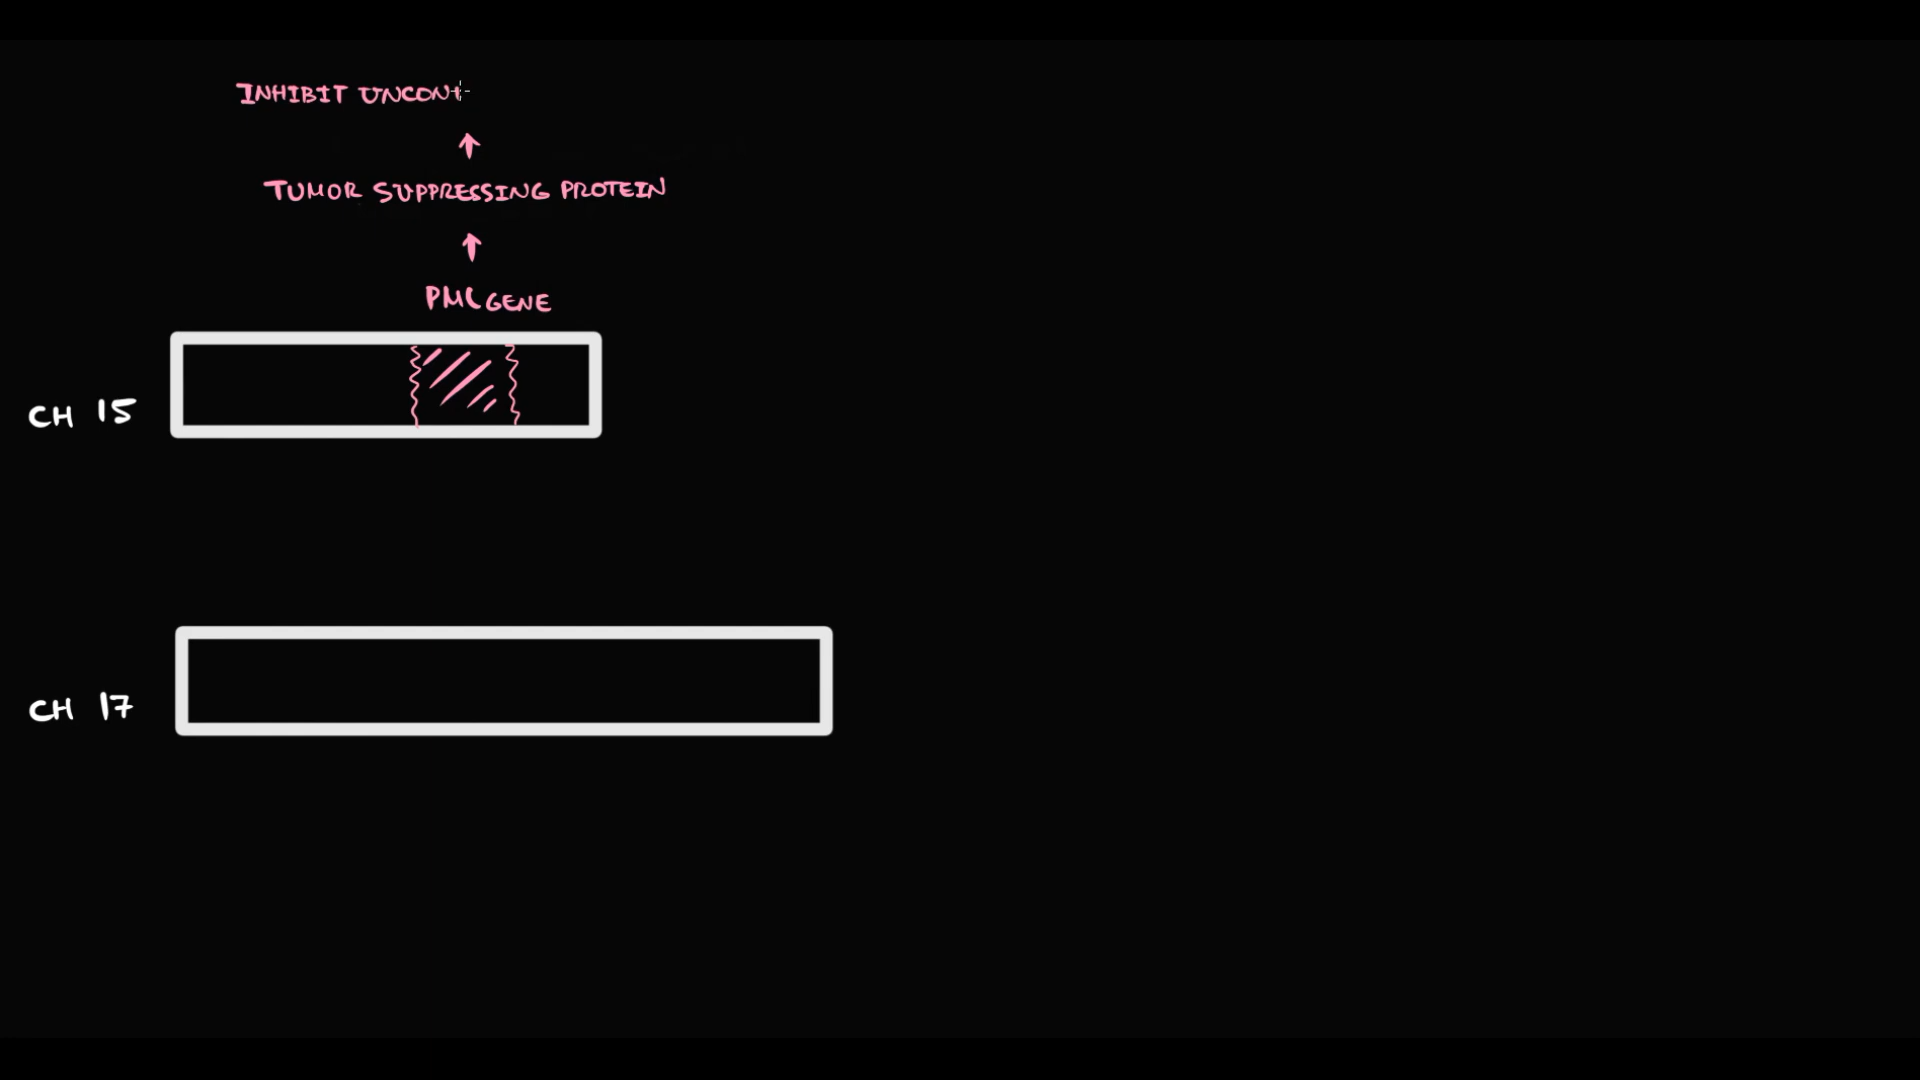 INHIBIT UNCONT
TUMOR SUPPRESSING PROTEIN
PML GENE
CH 15
CH 17